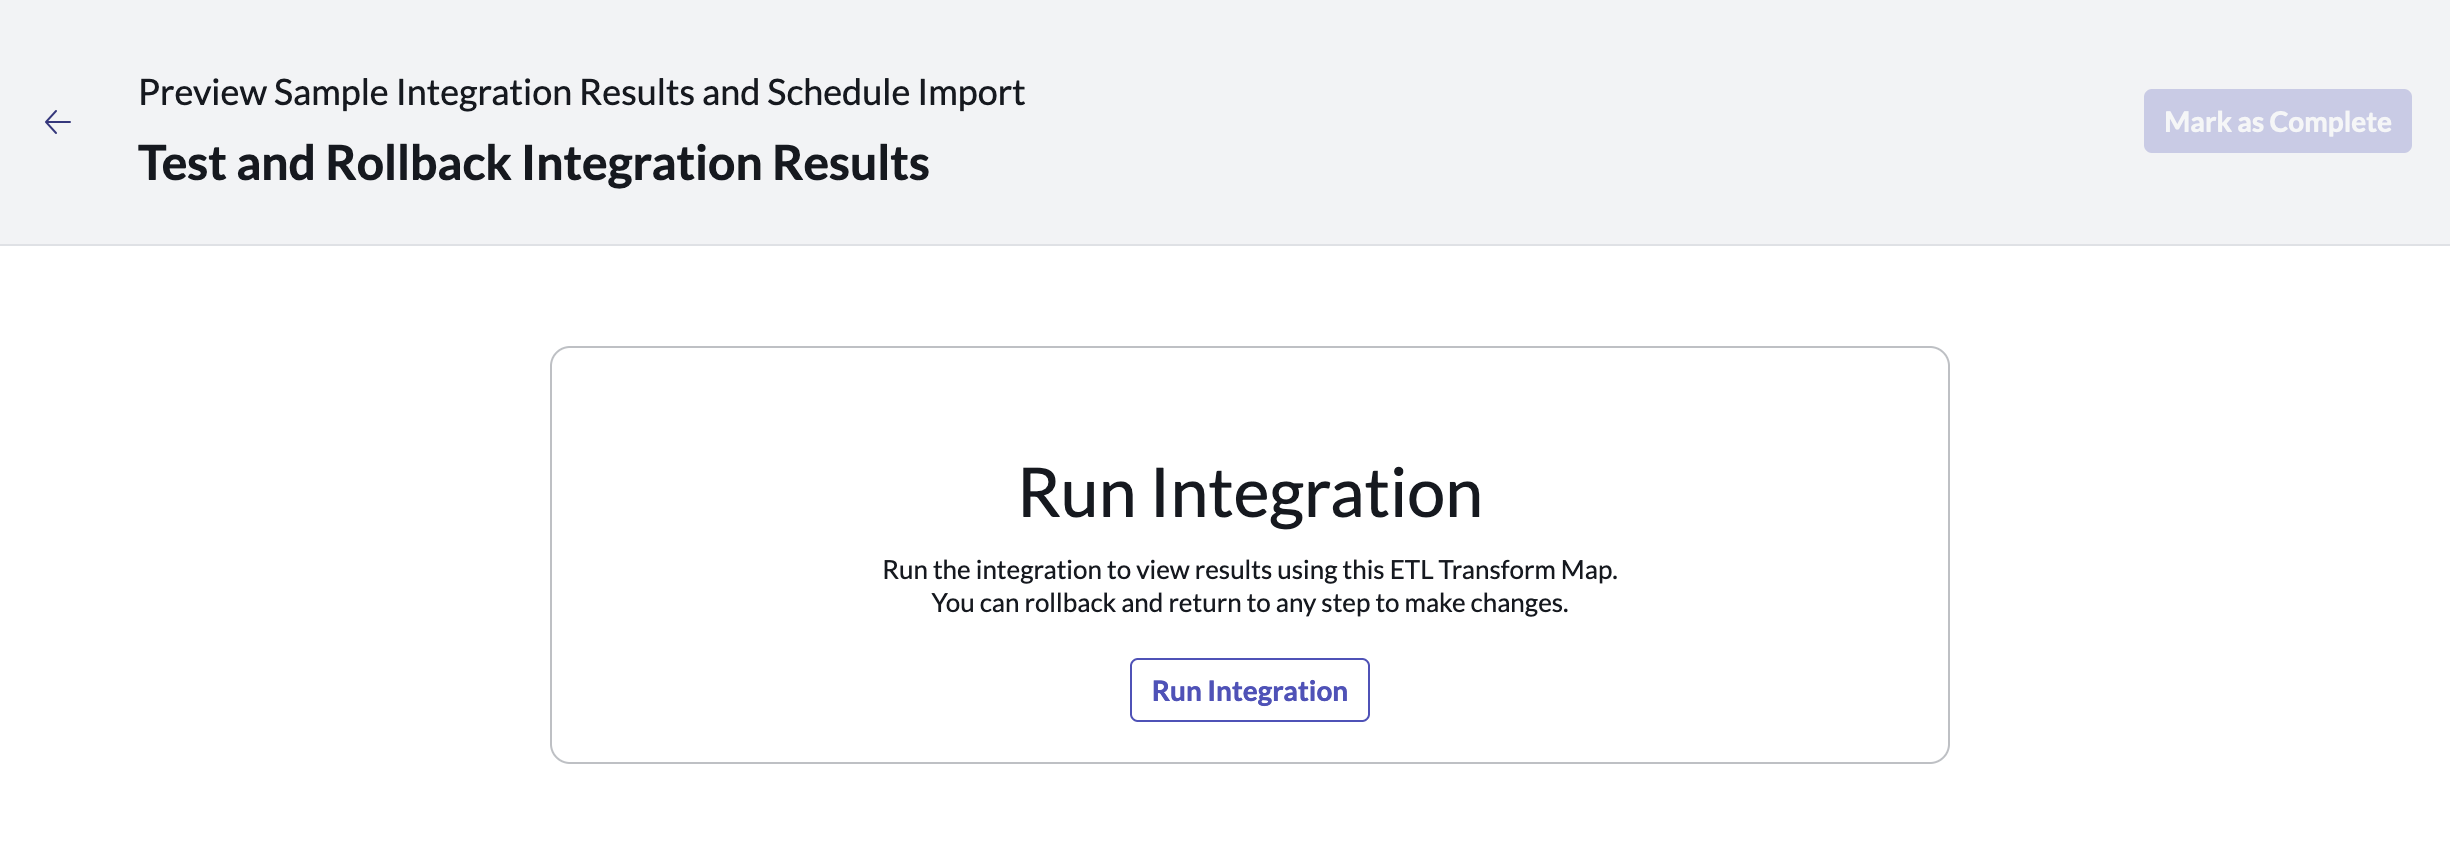 Preview Sample Integration Results and Schedule Import
Test and Rollback Integration Results
Mark as Complete
Run Integration
Run the integration to view results using this ETL Transform Map.
You can rollback and return to any step to make changes.
Run Integration